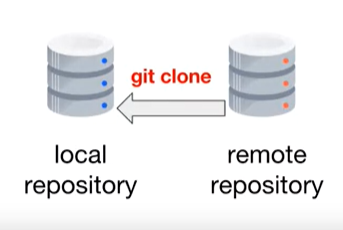 git clone
local
repository
remote
repository